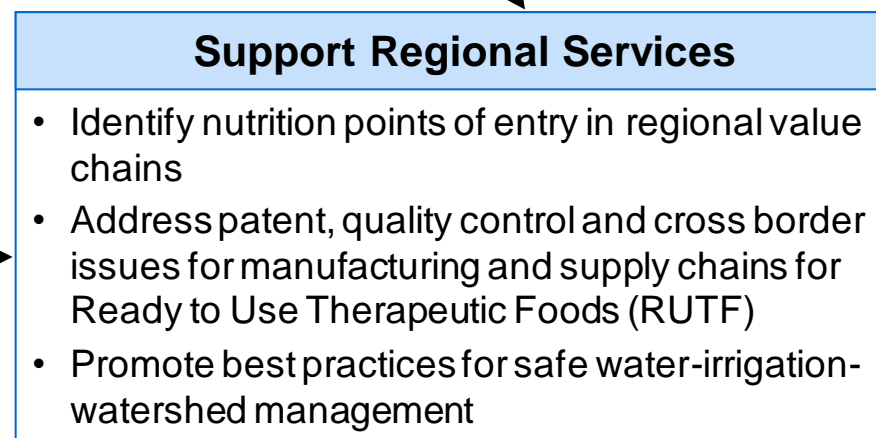 Support Regional Services
• Identify nutrition points of entry in regional value
chains
• Address patent, quality control and cross border
issues for manufacturing and supply chains for
Ready to Use Therapeutic Foods (RUTF)
• Promote best practices for safe water-irrigation-
watershed management